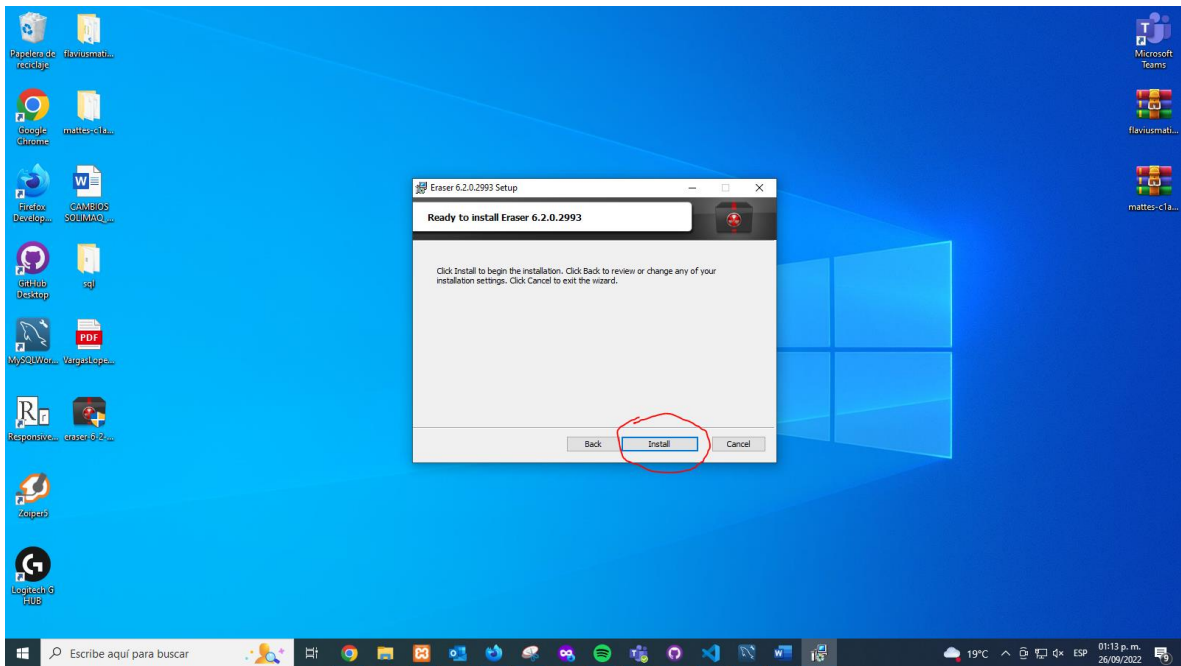 Papelera de
reciclaje
flaviusmati...
Google
Chrome
mattes-c1a...
Firefox
Develop...
W
CAMBIOS
SOLIMAQ_...
GitHub
Desktop
sql
MySQLWor...
PDF
VargasLope...
Rr
Responsive...
eraser-6-2-...
Zoiper5
Logitech G
HUB
Microsoft
Teams
flaviusmati...
mattes-c1a...
Eraser 6.2.0.2993 Setup
Ready to install Eraser 6.2.0.2993
Click Install to begin the installation. Click Back to review or change any of your
installation settings. Click Cancel to exit the wizard.
Back
Install
Cancel
Escribe aquí para buscar
19°C
ESP
01:13 p. m.
26/09/2022
9